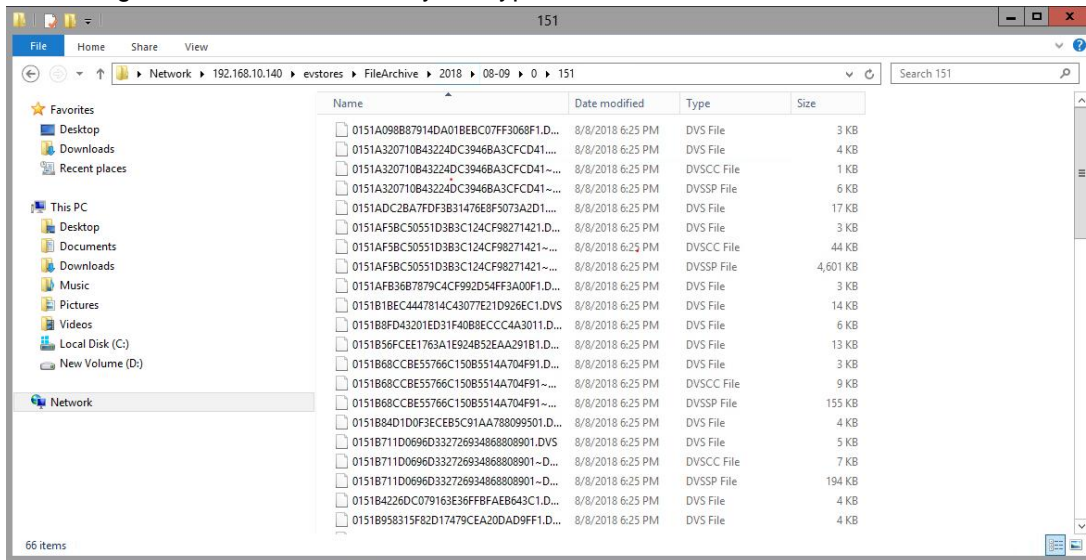 151
File Home Share View
Network 192.168.10.140 evstores FileArchive 2018 08-09 0 151
Search 151
Favorites
Desktop
Downloads
Recent places
This PC
Desktop
Documents
Downloads
Music
Pictures
Videos
Local Disk (C:)
New Volume (D:)
Network
Name Date modified Type Size
0151A098B87914DA01BEBC07FF3068F1.D... 8/8/2018 6:25 PM DVS File 3 KB
0151A320710B43224DC3946BA3CFCD41.... 8/8/2018 6:25 PM DVS File 4 KB
0151A320710B43224DC3946BA3CFCD41~... 8/8/2018 6:25 PM DVSCC File 1 KB
0151A320710B43224DC3946BA3CFCD41~... 8/8/2018 6:25 PM DVSSP File 6 KB
0151ADC2BA7FDF3B31476E8F5073A2D1.... 8/8/2018 6:25 PM DVS File 17 KB
0151AF5BC50551D3B3C124CF98271421.D... 8/8/2018 6:25 PM DVS File 3 KB
0151AF5BC50551D3B3C124CF98271421~... 8/8/2018 6:25 PM DVSCC File 44 KB
0151AF5BC50551D3B3C124CF98271421~... 8/8/2018 6:25 PM DVSSP File 4,601 KB
0151AFB36B7879C4CF992D54FF3A00F1.D... 8/8/2018 6:25 PM DVS File 3 KB
0151B1BEC4447814C43077E21D926EC1.DVS 8/8/2018 6:25 PM DVS File 14 KB
0151B8FD43201ED31F40B8ECCC4A3011.D... 8/8/2018 6:25 PM DVS File 6 KB
0151B56FCEE1763A1E924B52EAA291B1.D... 8/8/2018 6:25 PM DVS File 13 KB
0151B68CCBE55766C150B5514A704F91.D... 8/8/2018 6:25 PM DVS File 3 KB
0151B68CCBE55766C150B5514A704F91~... 8/8/2018 6:25 PM DVSCC File 9 KB
0151B68CCBE55766C150B5514A704F91~... 8/8/2018 6:25 PM DVSSP File 155 KB
0151B84D1D0F3ECEB5C91AA788099501.D... 8/8/2018 6:25 PM DVS File 4 KB
0151B711D0696D332726934868808901.DVS 8/8/2018 6:25 PM DVS File 5 KB
0151B711D0696D332726934868808901~D... 8/8/2018 6:25 PM DVSCC File 7 KB
0151B711D0696D332726934868808901~D... 8/8/2018 6:25 PM DVSSP File 194 KB
0151B4226DC079163E36FFBFAEB643C1.D... 8/8/2018 6:25 PM DVS File 4 KB
0151B958315F82D17479CEA20DAD9FF1.D... 8/8/2018 6:25 PM DVS File 4 KB
66 items